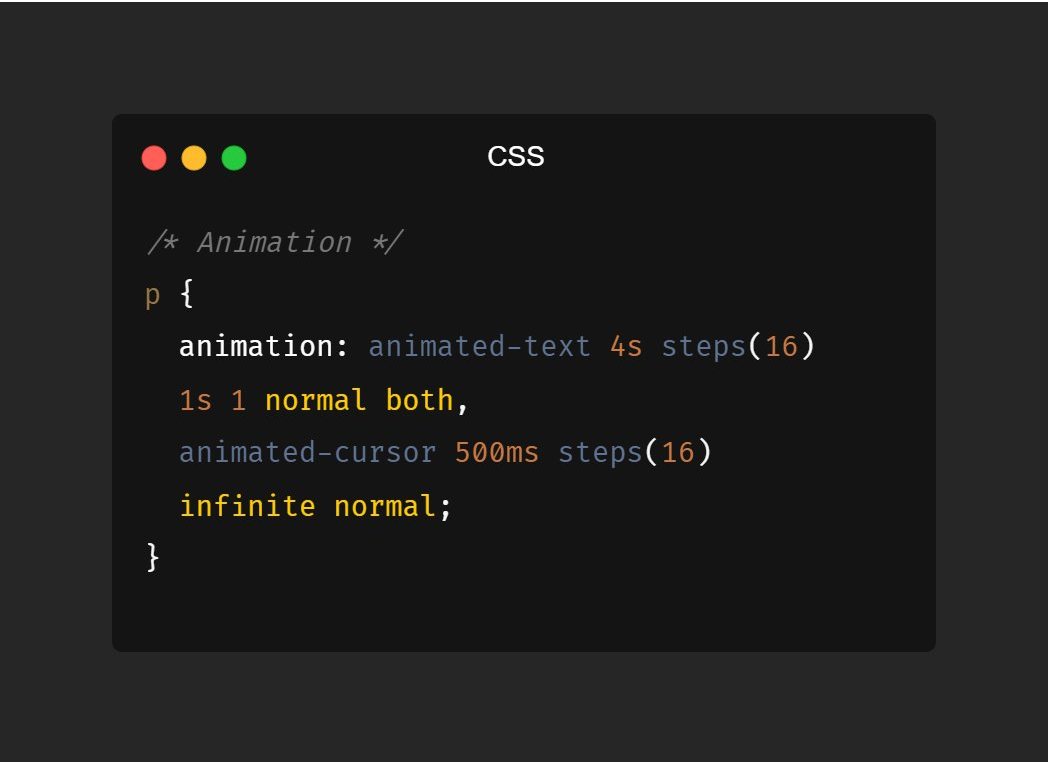 CSS
/* Animation */
p {
  animation: animated-text 4s steps(16)
  1s 1 normal both,
  animated-cursor 500ms steps(16)
  infinite normal;
}